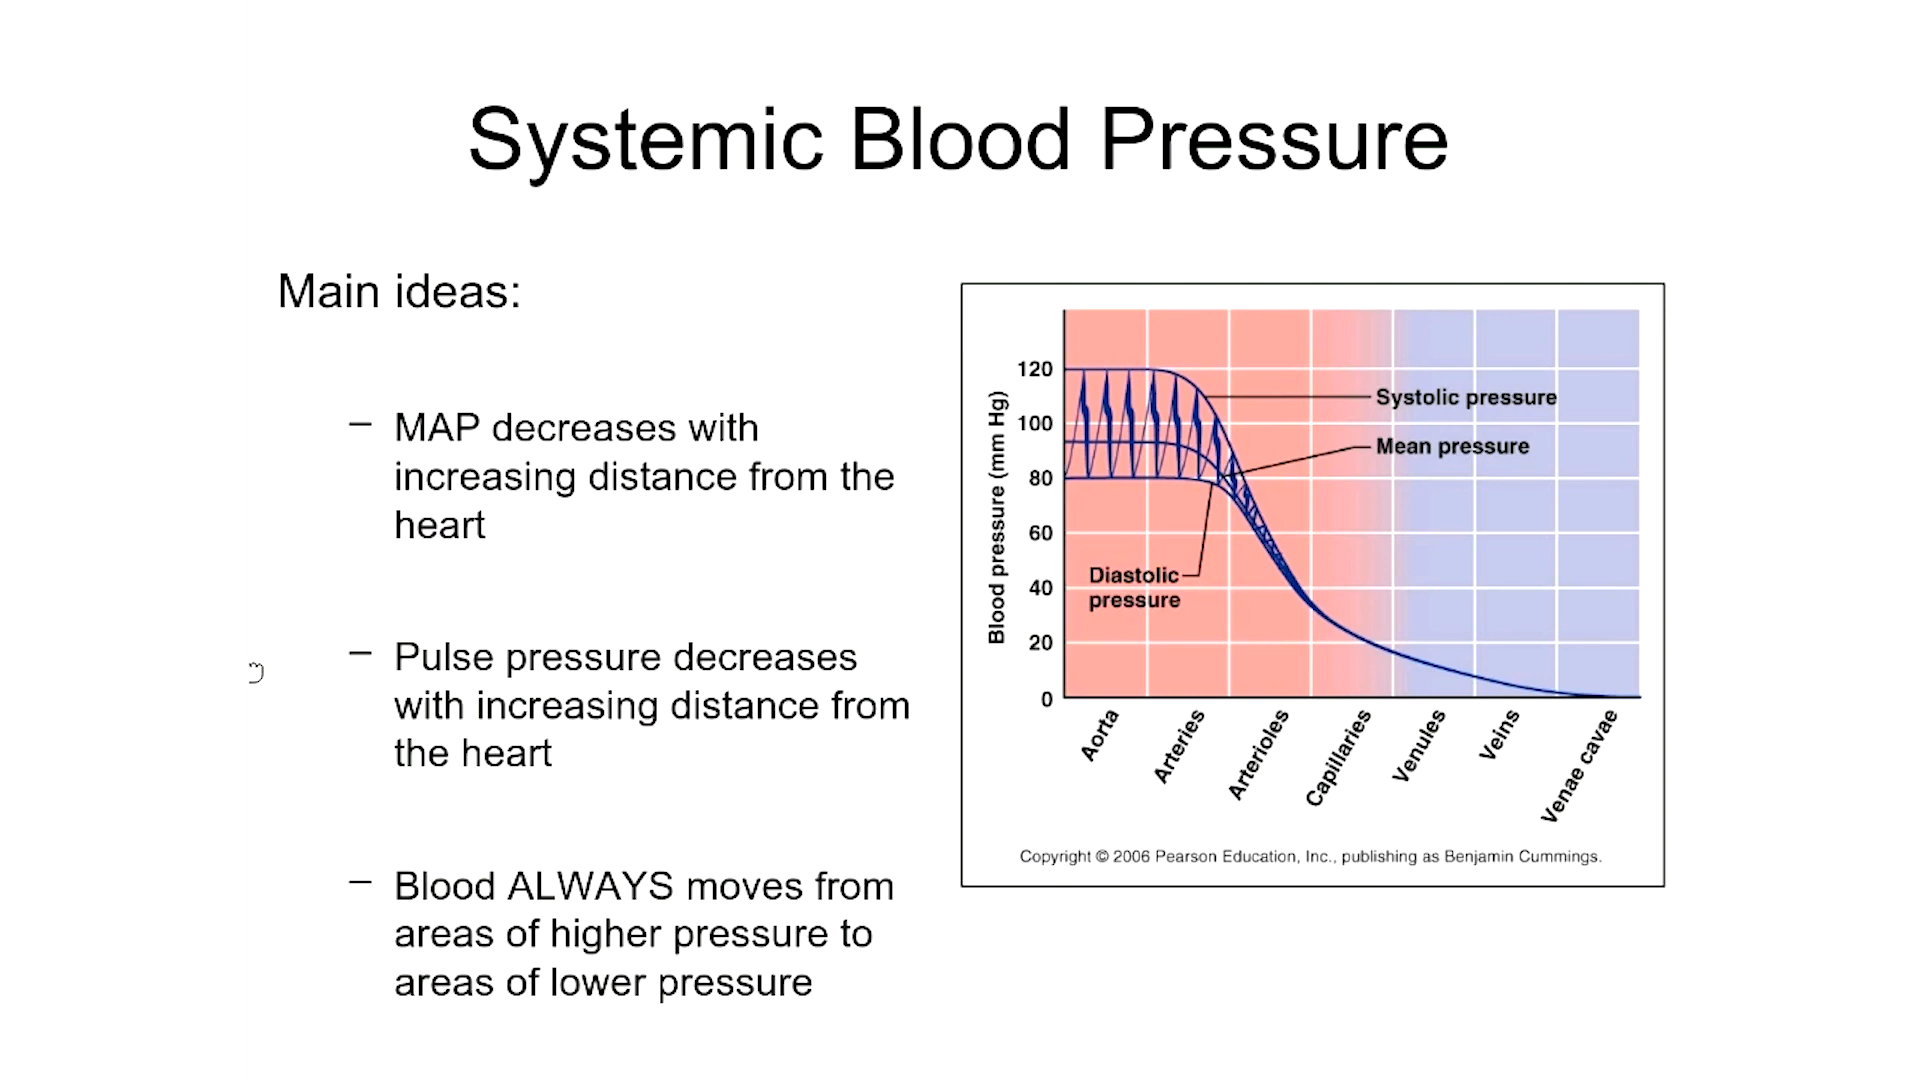 Systemic Blood Pressure
Main ideas:
– MAP decreases with
increasing distance from the
heart
– Pulse pressure decreases
with increasing distance from
the heart
– Blood ALWAYS moves from
areas of higher pressure to
areas of lower pressure
Blood pressure (mm Hg)
120
100
80
60
40
20
0
Systolic pressure
Mean pressure
Diastolic
pressure
Aorta
Arteries
Arterioles
Capillaries
Venules
Veins
Venae cavae
Copyright © 2006 Pearson Education, Inc., publishing as Benjamin Cummings.